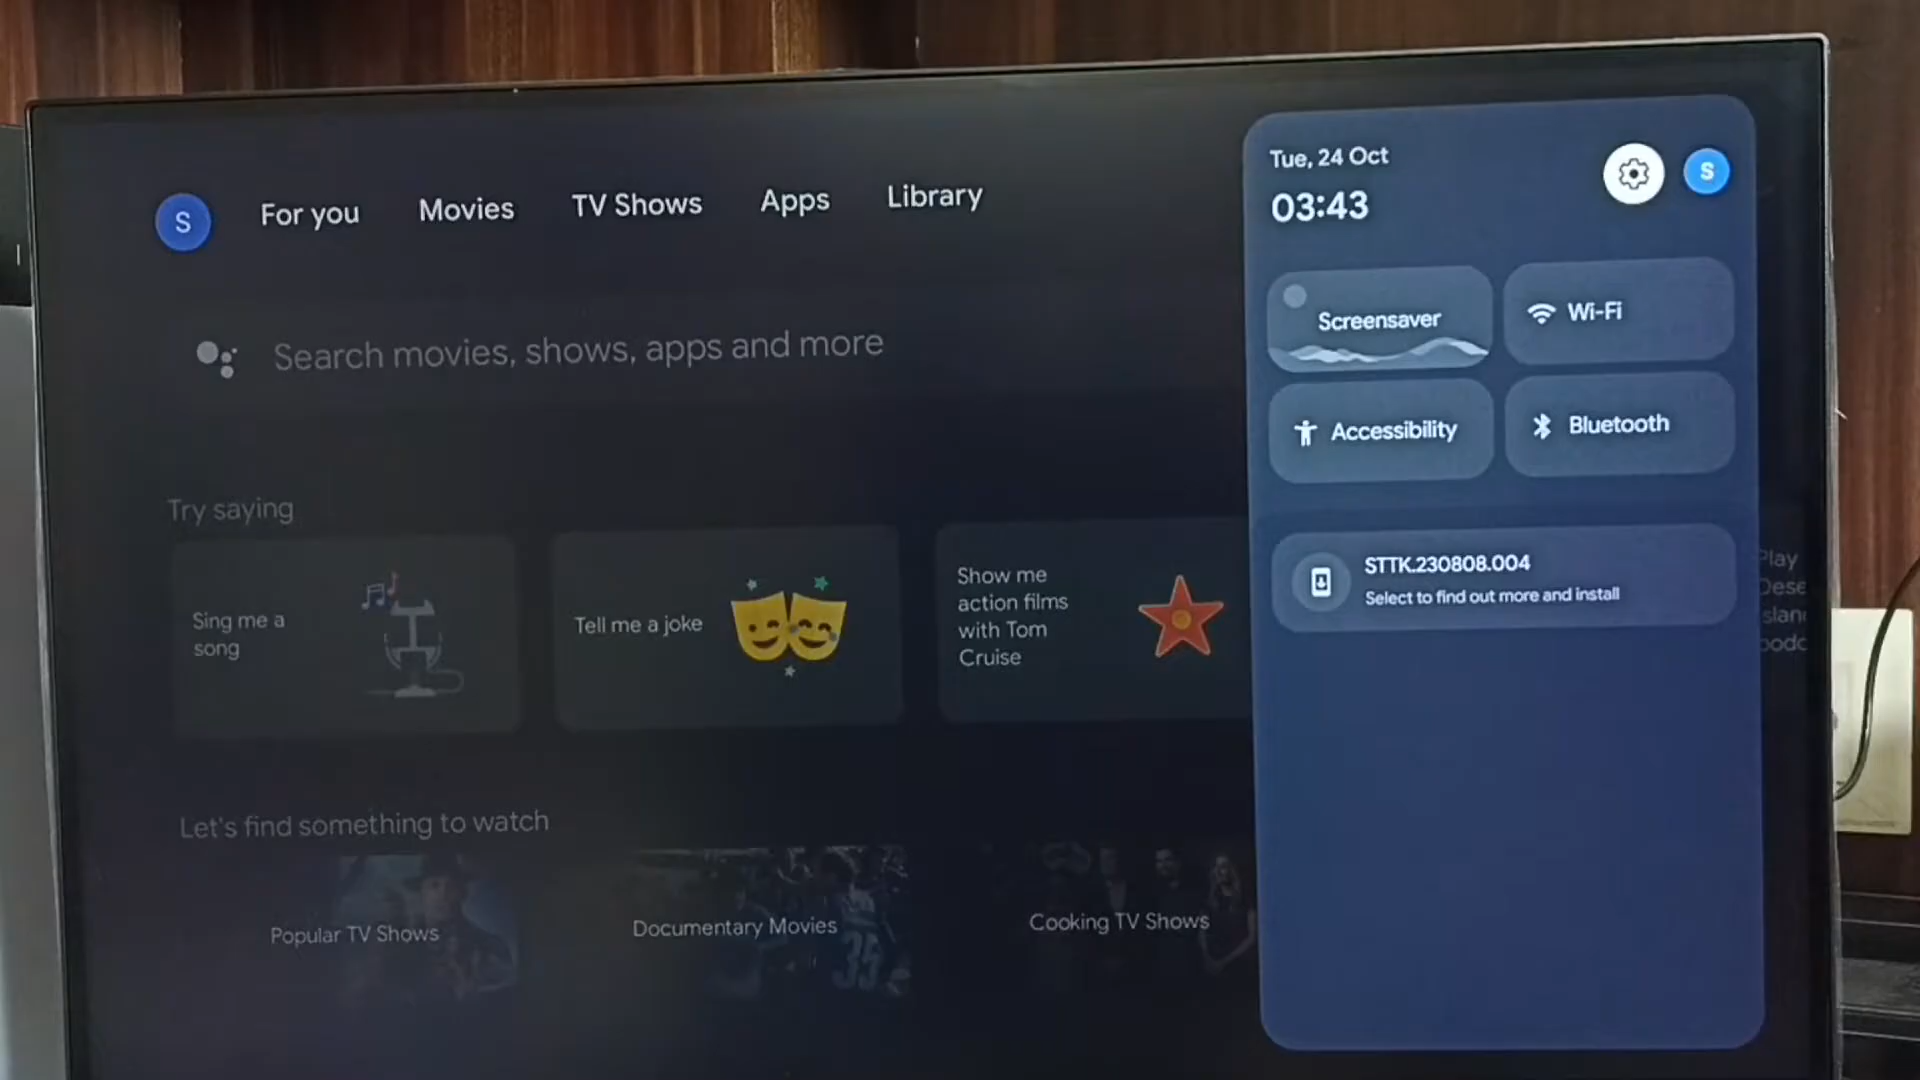 S
For you
Movies
TV Shows
Apps
Library
Search movies, shows, apps and more
Try saying
Sing me a
song
Tell me a joke
Show me
action films
with Tom
Cruise
Let's find something to watch
Popular TV Shows
Documentary Movies
35
Cooking TV Shows
Tue, 24 Oct
03:43
S
Screensaver
Wi-Fi
Accessibility
Bluetooth
STTK.230808.004
Select to find out more and install
Play